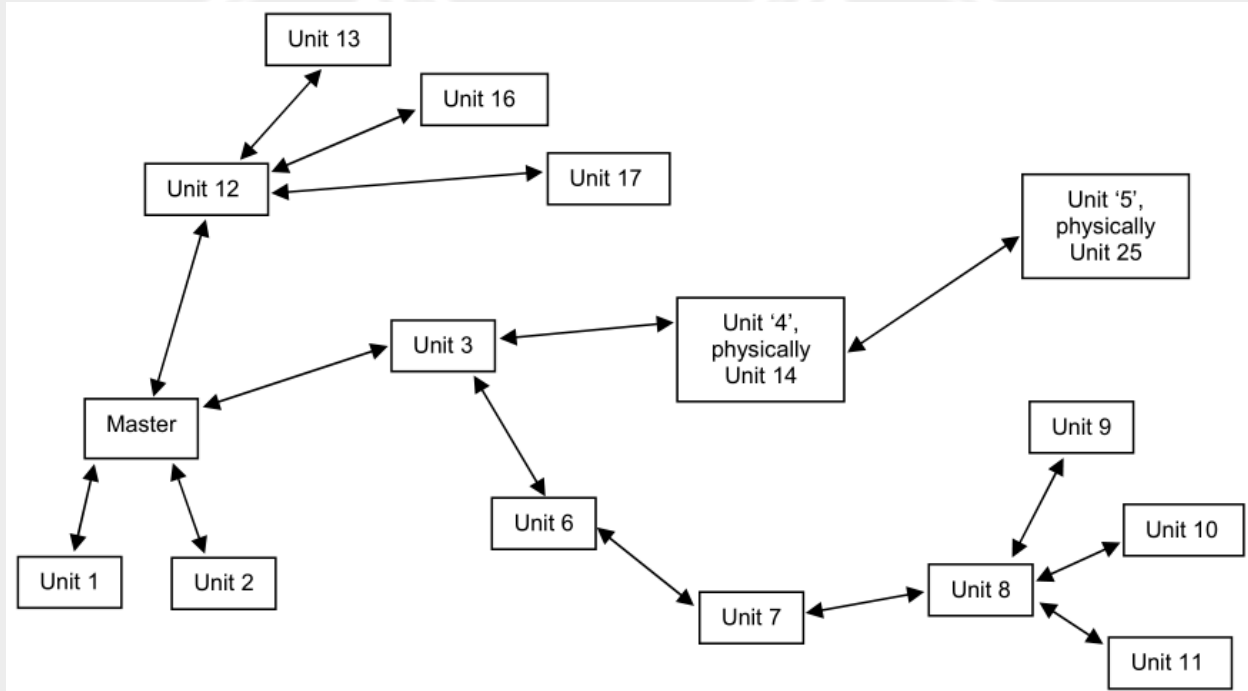 Unit 13
Unit 16
Unit 12
Unit 17
Unit ‘5’,
physically
Unit 25
Unit 3
Unit ‘4’,
physically
Unit 14
Master
Unit 9
Unit 6
Unit 10
Unit 1
Unit 2
Unit 7
Unit 8
Unit 11